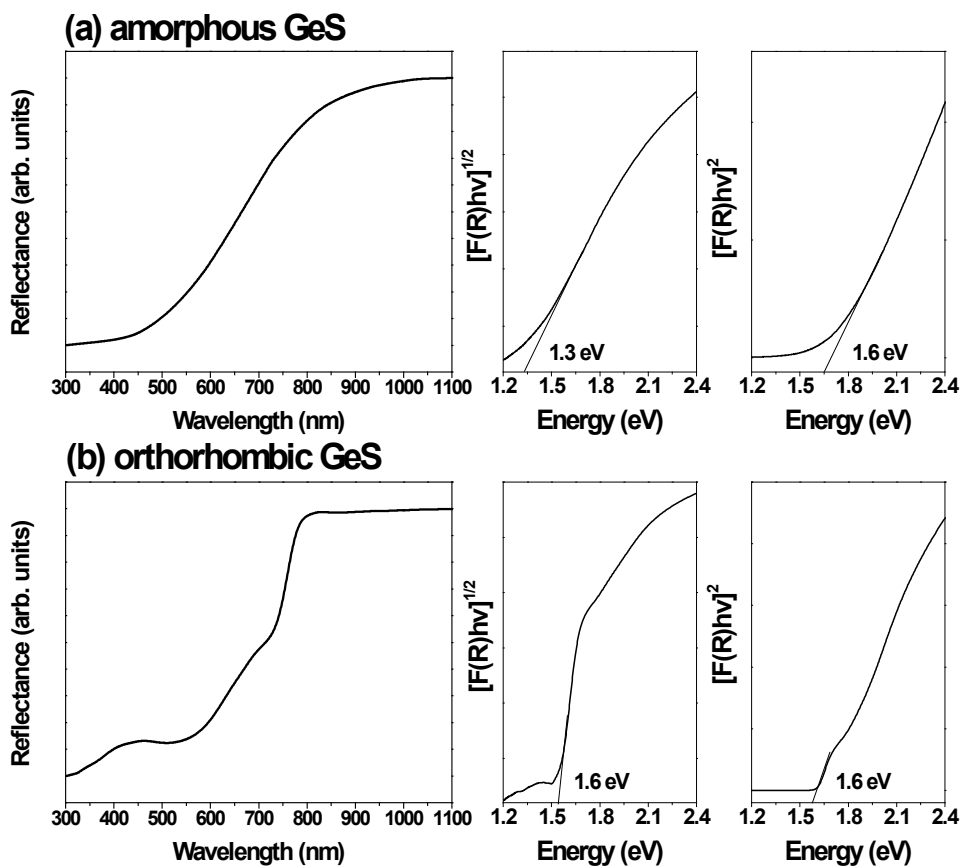 (a) amorphous GeS
Reflectance (arb. units)
300 400 500 600 700 800 900 1000 1100
Wavelength (nm)
[F(R)hv]^1/2
1.3 eV
1.2 1.5 1.8 2.1 2.4
Energy (eV)
[F(R)hv]^2
1.6 eV
1.2 1.5 1.8 2.1 2.4
Energy (eV)
(b) orthorhombic GeS
Reflectance (arb. units)
300 400 500 600 700 800 900 1000 1100
Wavelength (nm)
[F(R)hv]^1/2
1.6 eV
1.2 1.5 1.8 2.1 2.4
Energy (eV)
[F(R)hv]^2
1.6 eV
1.2 1.5 1.8 2.1 2.4
Energy (eV)